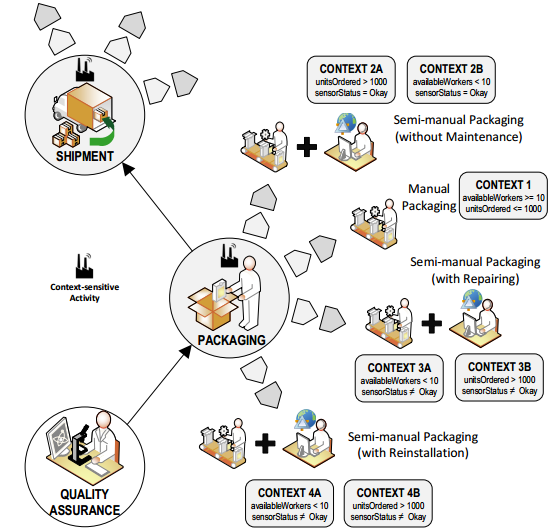 CONTEXT 2A
unitsOrdered > 1000
sensorStatus = Okay
CONTEXT 2B
availableWorkers < 10
sensorStatus = Okay
Semi-manual Packaging
(without Maintenance)
SHIPMENT
Manual
Packaging
CONTEXT 1
availableWorkers >= 10
unitsOrdered <= 1000
Context-sensitive
Activity
Semi-manual Packaging
(with Repairing)
PACKAGING
CONTEXT 3A
availableWorkers < 10
sensorStatus ≠ Okay
CONTEXT 3B
unitsOrdered > 1000
sensorStatus ≠ Okay
Semi-manual Packaging
(with Reinstallation)
QUALITY
ASSURANCE
CONTEXT 4A
availableWorkers < 10
sensorStatus ≠ Okay
CONTEXT 4B
unitsOrdered > 1000
sensorStatus ≠ Okay